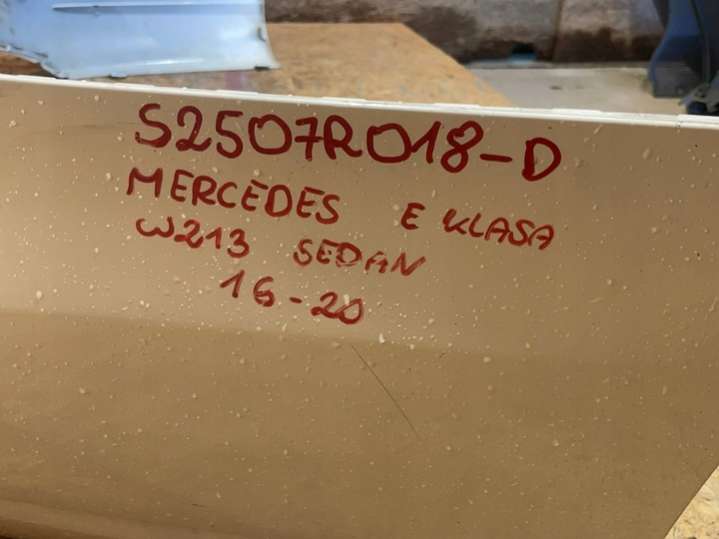 S2507R018-D
MERCEDES E KLASA
W213 SEDAN
16-20